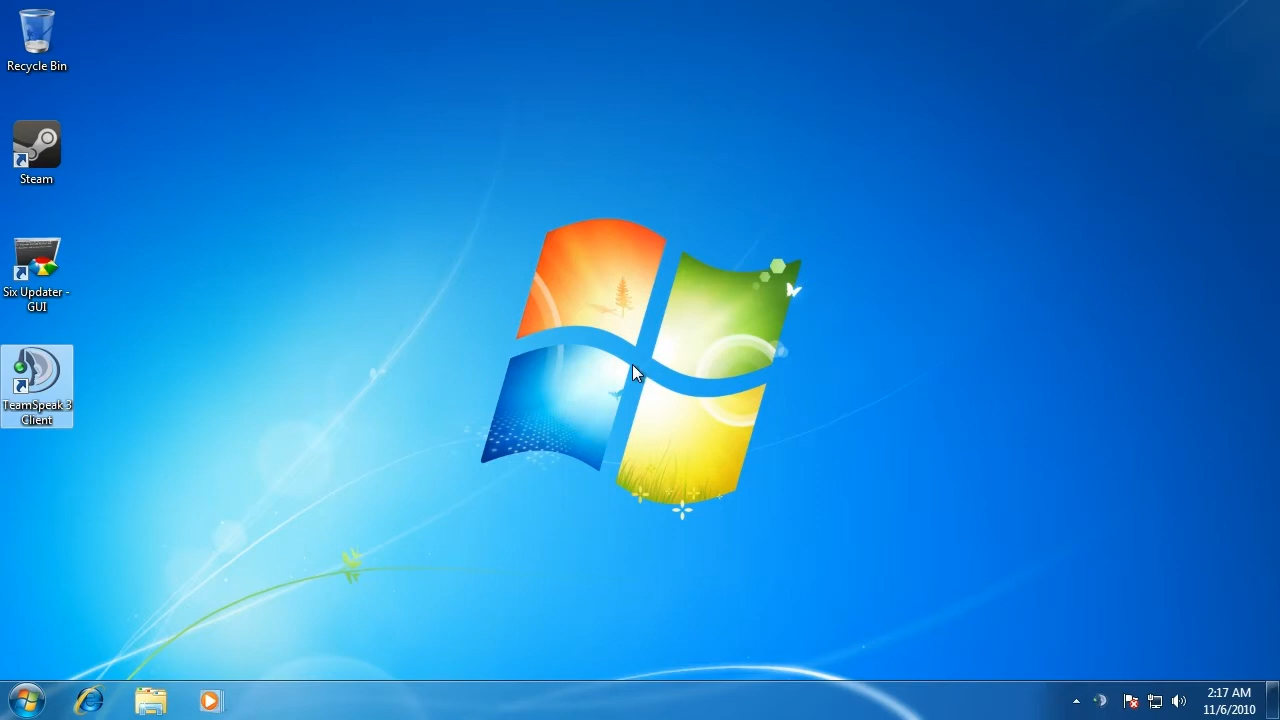 Recycle Bin
Steam
Six Updater -
GUI
TeamSpeak 3
Client
2:17 AM
11/6/2010